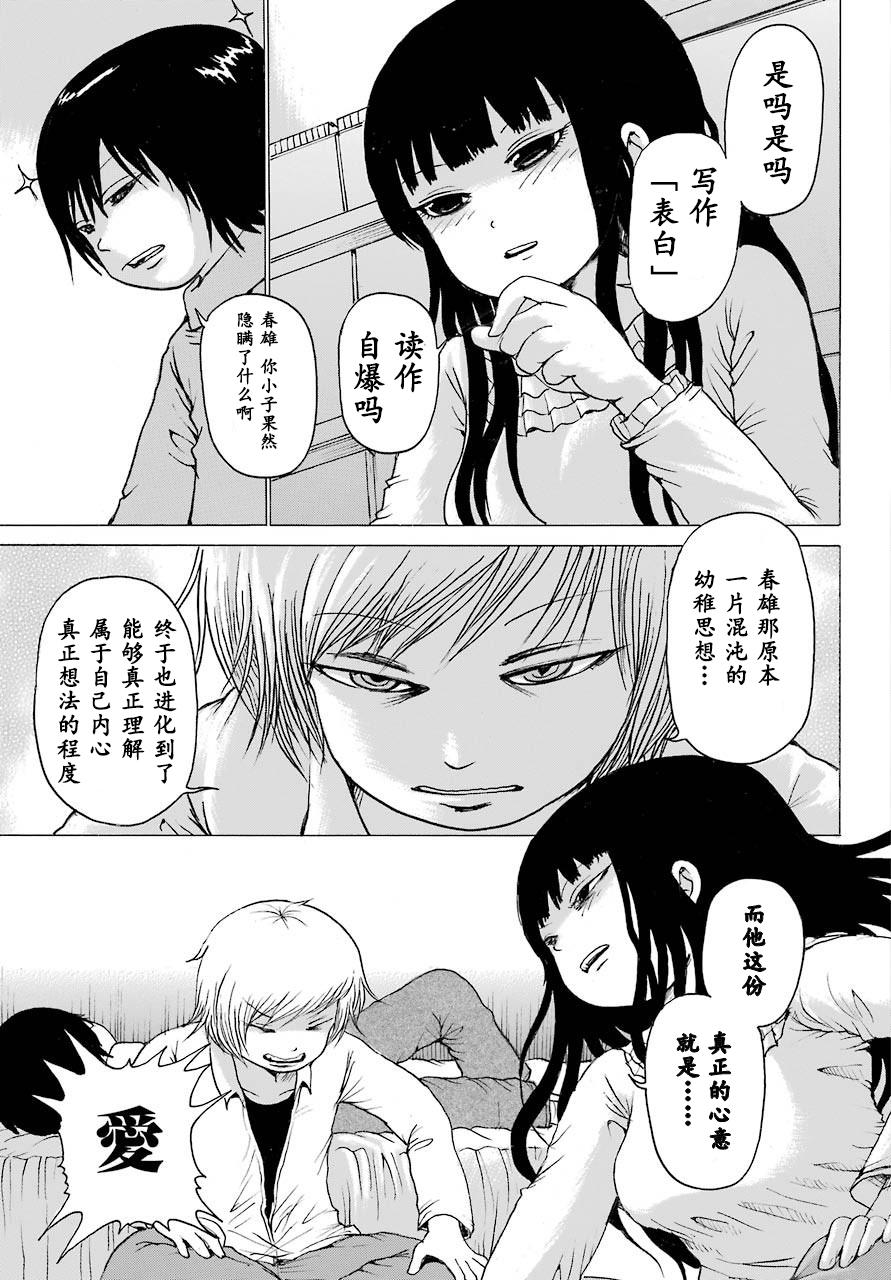 是吗是吗
写作
「表白」
读作
自爆吗
春雄 你小子果然
隐瞒了什么啊
春雄那原本
一片混沌的
幼稚思想…
终于也进化到了
能够真正理解
属于自己内心
真正想法的程度
而他这份
真正的心意
就是……
愛